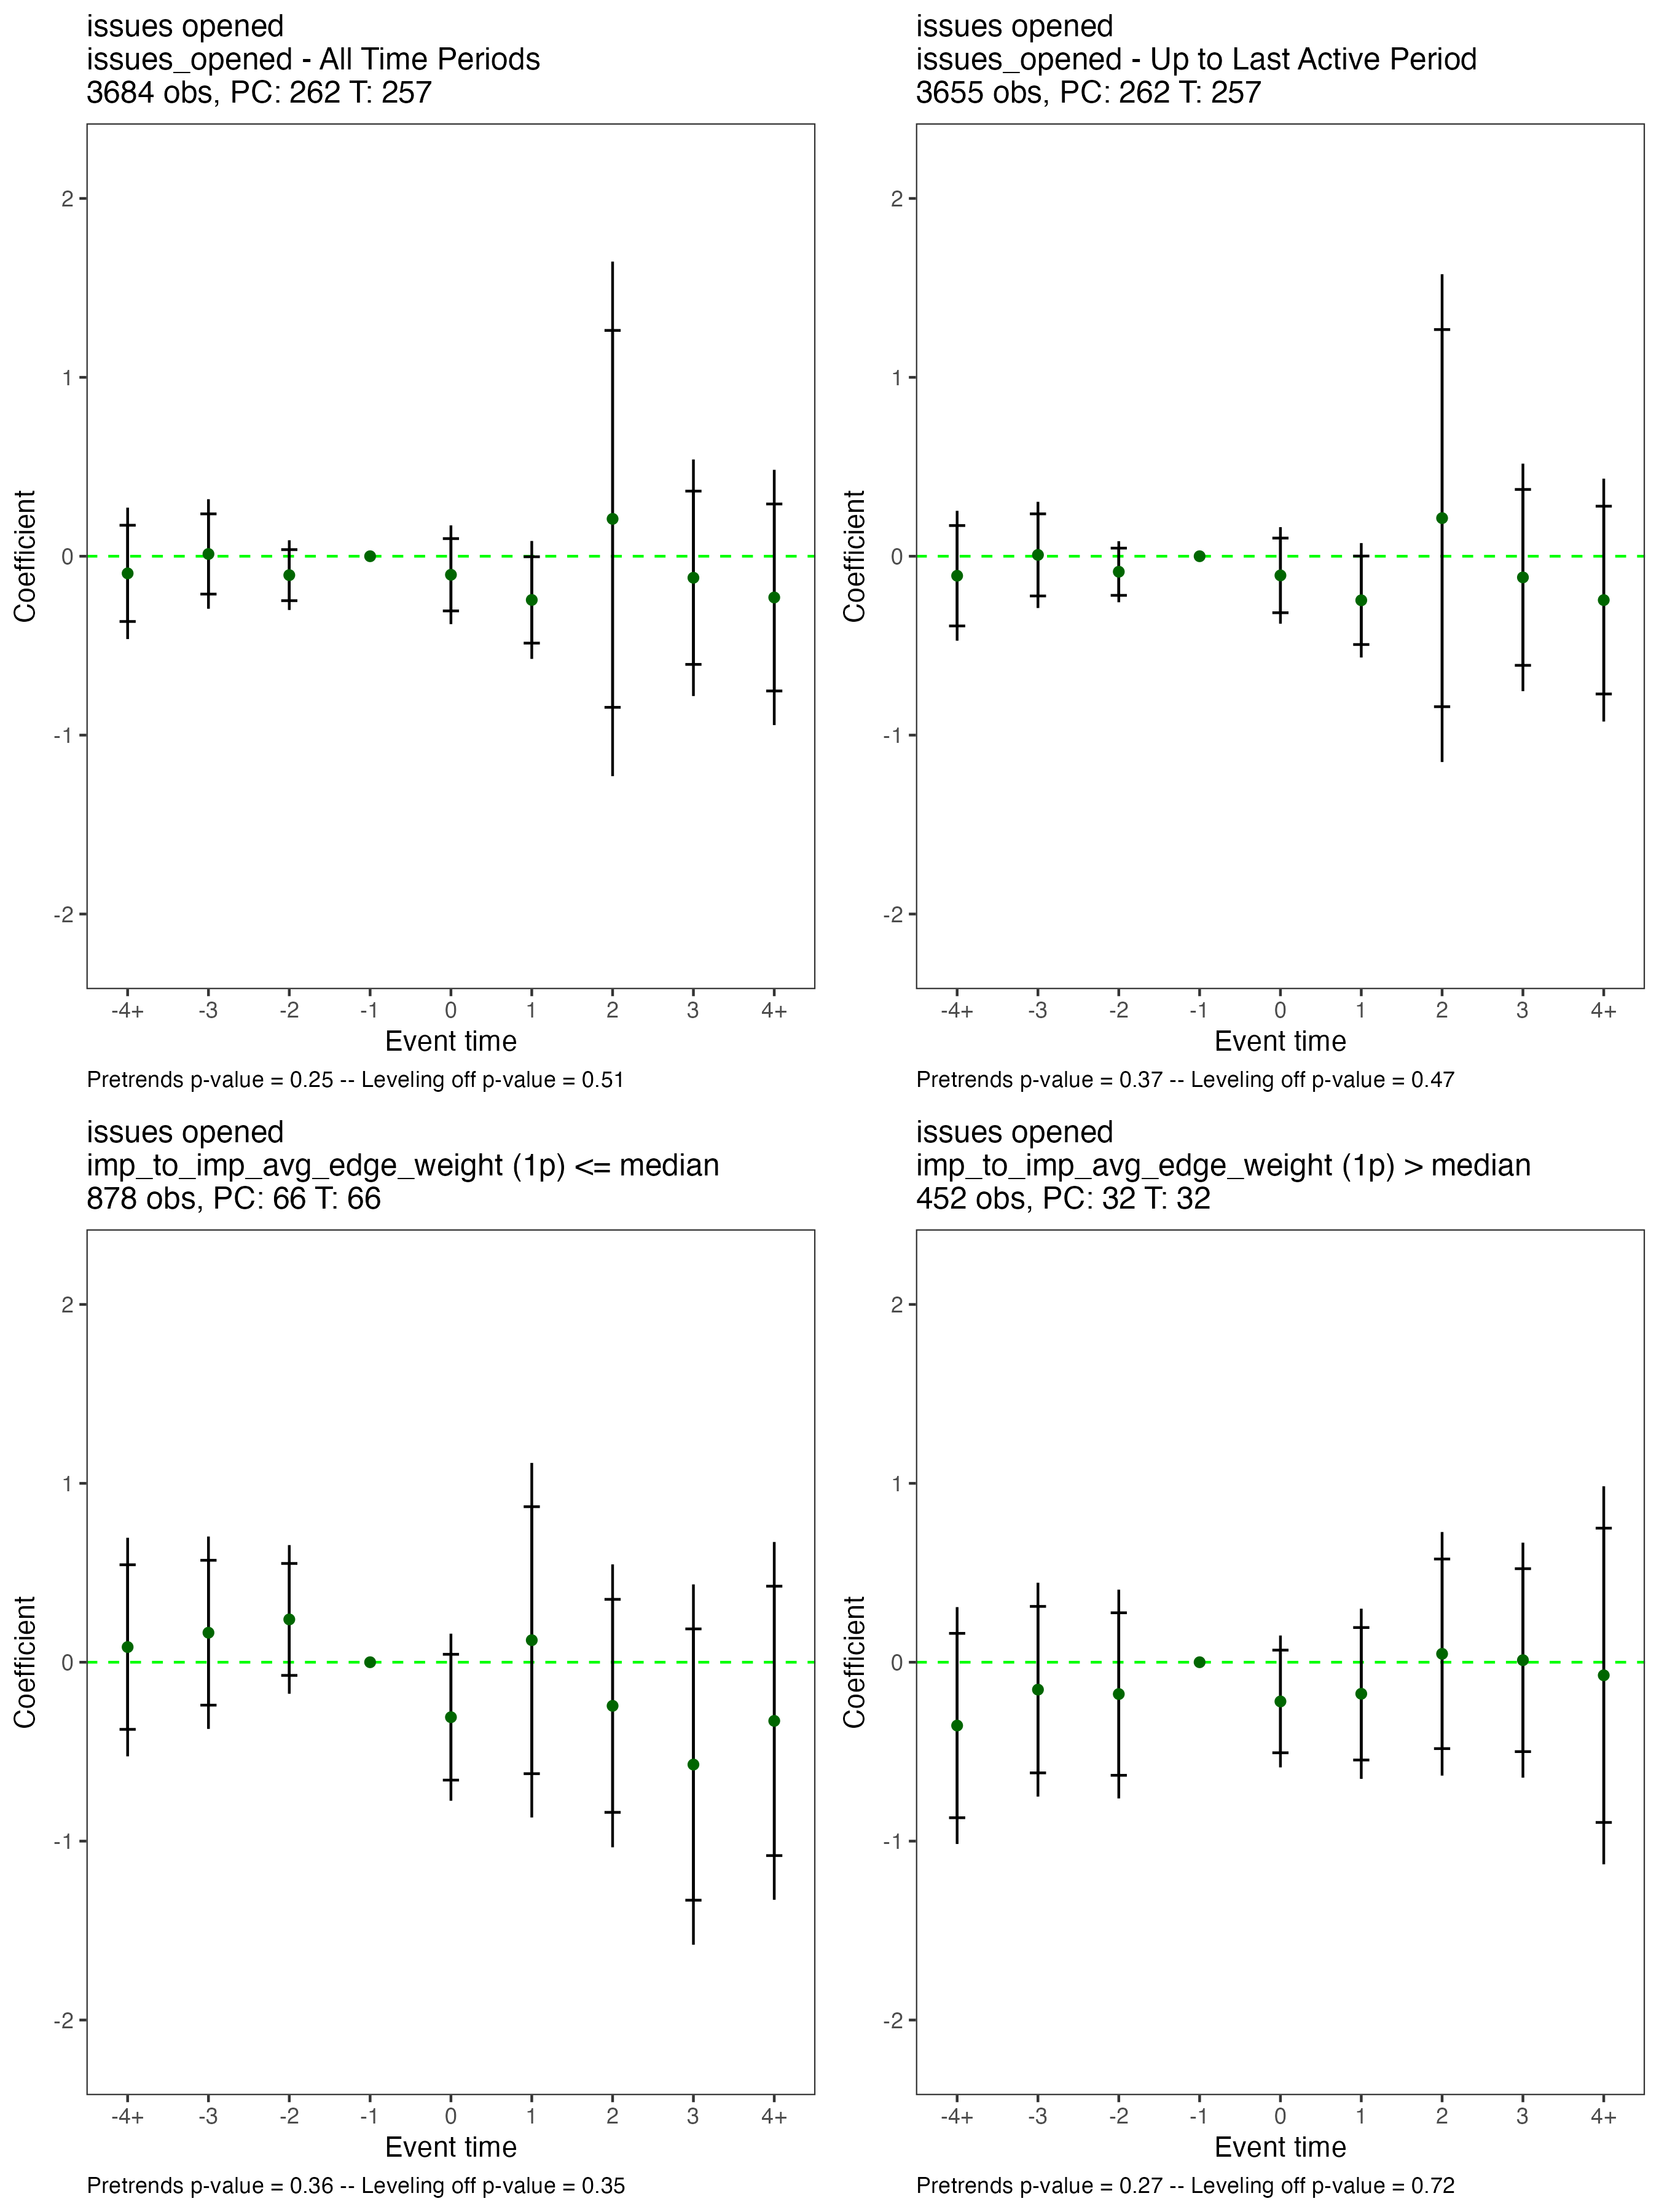 issues opened
issues_opened - All Time Periods
3684 obs, PC: 262 T: 257
2
1
0
-1
-2
Coefficient
-4+ -3 -2 -1 0 1 2 3 4+
Event time
Pretrends p-value = 0.25 -- Leveling off p-value = 0.51
issues opened
issues_opened - Up to Last Active Period
3655 obs, PC: 262 T: 257
2
1
0
-1
-2
Coefficient
-4+ -3 -2 -1 0 1 2 3 4+
Event time
Pretrends p-value = 0.37 -- Leveling off p-value = 0.47
issues opened
imp_to_imp_avg_edge_weight (1p) <= median
878 obs, PC: 66 T: 66
2
1
0
-1
-2
Coefficient
-4+ -3 -2 -1 0 1 2 3 4+
Event time
Pretrends p-value = 0.36 -- Leveling off p-value = 0.35
issues opened
imp_to_imp_avg_edge_weight (1p) > median
452 obs, PC: 32 T: 32
2
1
0
-1
-2
Coefficient
-4+ -3 -2 -1 0 1 2 3 4+
Event time
Pretrends p-value = 0.27 -- Leveling off p-value = 0.72